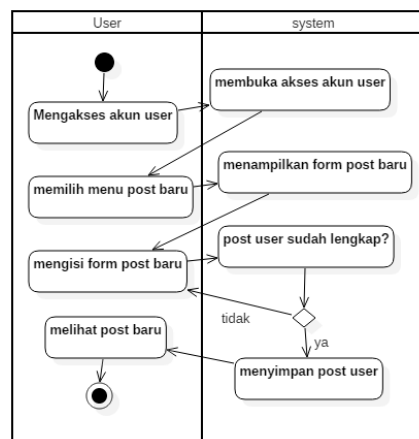 User
system
membuka akses akun user
Mengakses akun user
menampilkan form post baru
memilih menu post baru
post user sudah lengkap?
mengisi form post baru
tidak
melihat post baru
ya
menyimpan post user